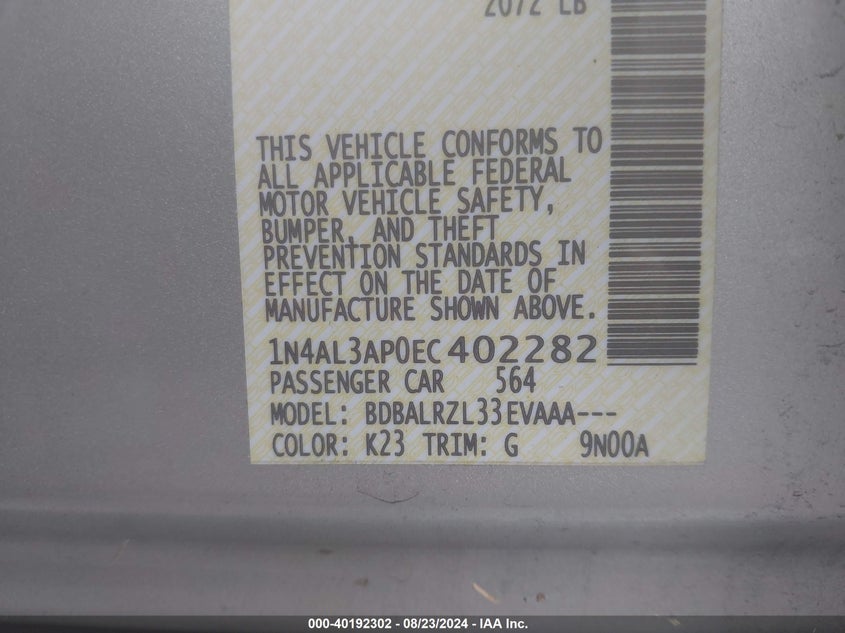 2072 LB
THIS VEHICLE CONFORMS TO
ALL APPLICABLE FEDERAL
MOTOR VEHICLE SAFETY,
BUMPER, AND THEFT
PREVENTION STANDARDS IN
EFFECT ON THE DATE OF
MANUFACTURE SHOWN ABOVE.
1N4AL3AP0EC402282
PASSENGER CAR 564
MODEL: BDBALRZL33EVAAA---
COLOR: K23 TRIM: G 9N00A
000-40192302 - 08/23/2024 - IAA Inc.